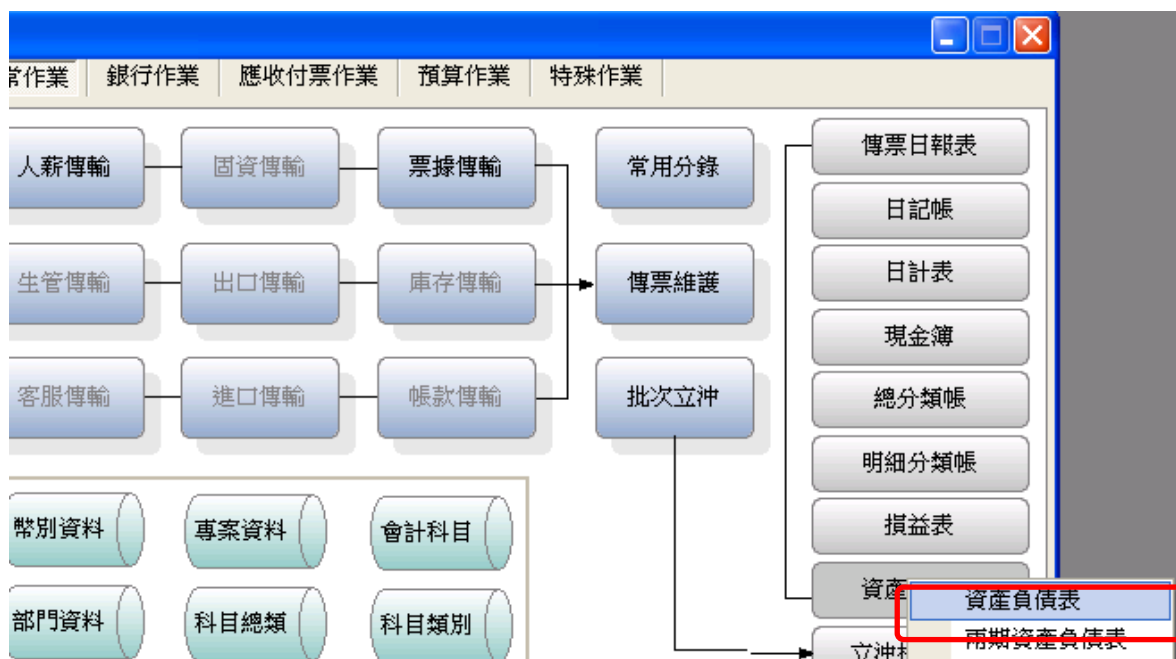 常作業 銀行作業 應收付票作業 預算作業 特殊作業
人薪傳輸 固資傳輸 票據傳輸 常用分錄 傳票日報表
日記帳
生管傳輸 出口傳輸 庫存傳輸 傳票維護 日計表
現金簿
客服傳輸 進口傳輸 帳款傳輸 批次立沖 總分類帳
明細分類帳
幣別資料 專案資料 會計科目 損益表
資產
資產負債表
部門資料 科目總類 科目類別
兩期資產負債表
立沖